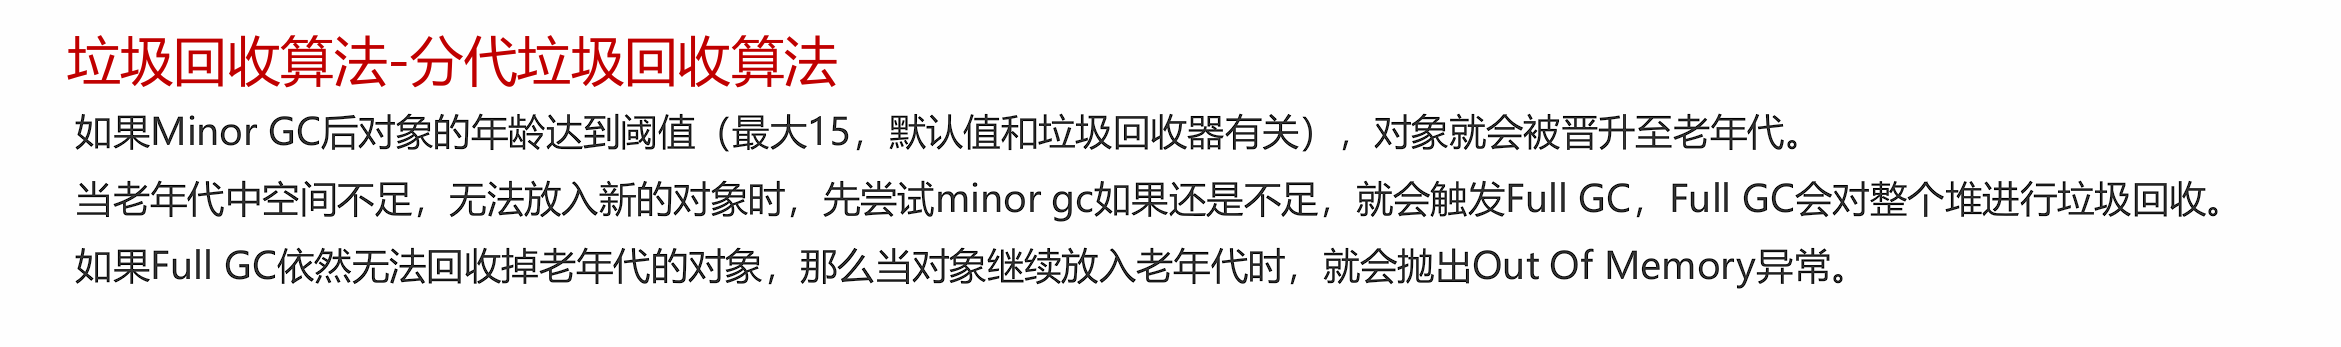 垃圾回收算法-分代垃圾回收算法
如果Minor GC后对象的年龄达到阈值（最大15，默认值和垃圾回收器有关），对象就会被晋升至老年代。
当老年代中空间不足，无法放入新的对象时，先尝试minor gc如果还是不足，就会触发Full GC，Full GC会对整个堆进行垃圾回收。
如果Full GC依然无法回收掉老年代的对象，那么当对象继续放入老年代时，就会抛出Out Of Memory异常。